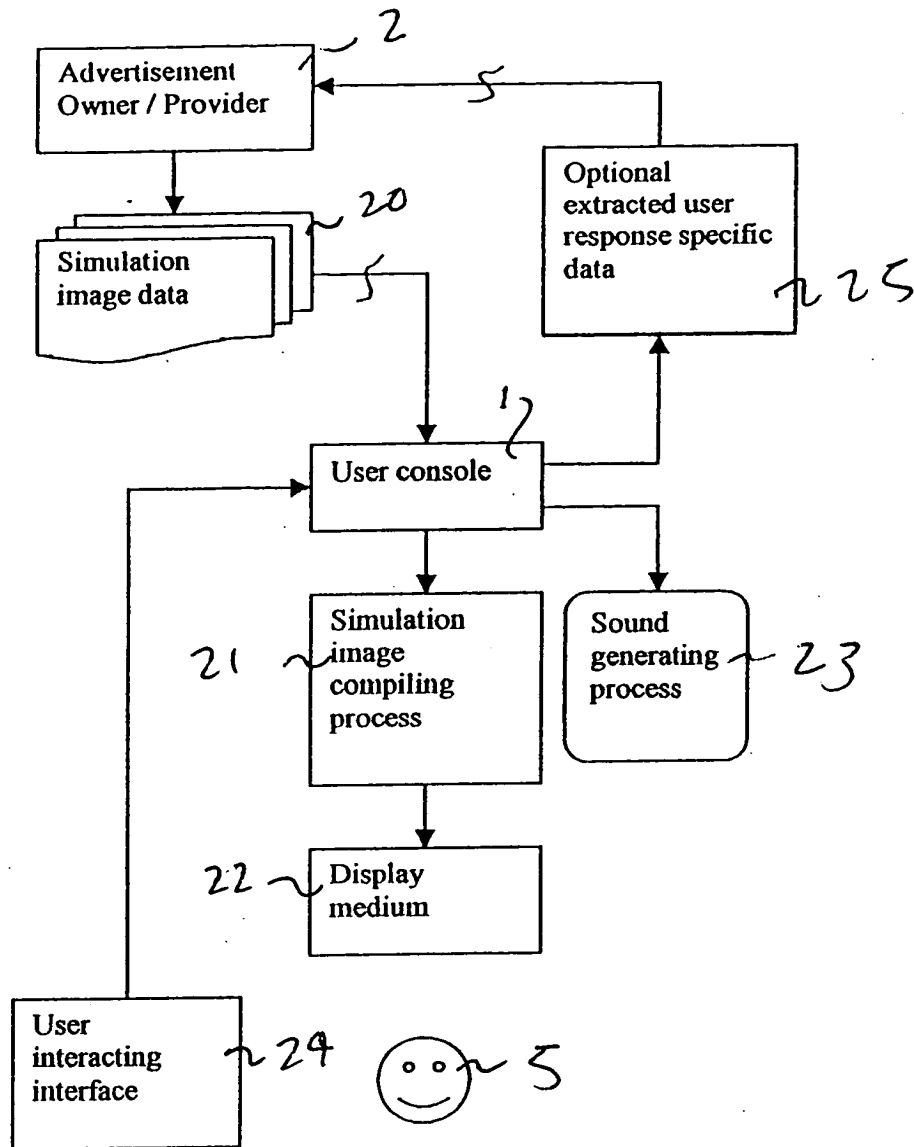 2
Advertisement
Owner / Provider
20
Simulation
image data
Optional
extracted user
response specific
data
25
1
User console
21
Simulation
image
compiling
process
Sound
generating
process
23
22
Display
medium
User
interacting
interface
24
5